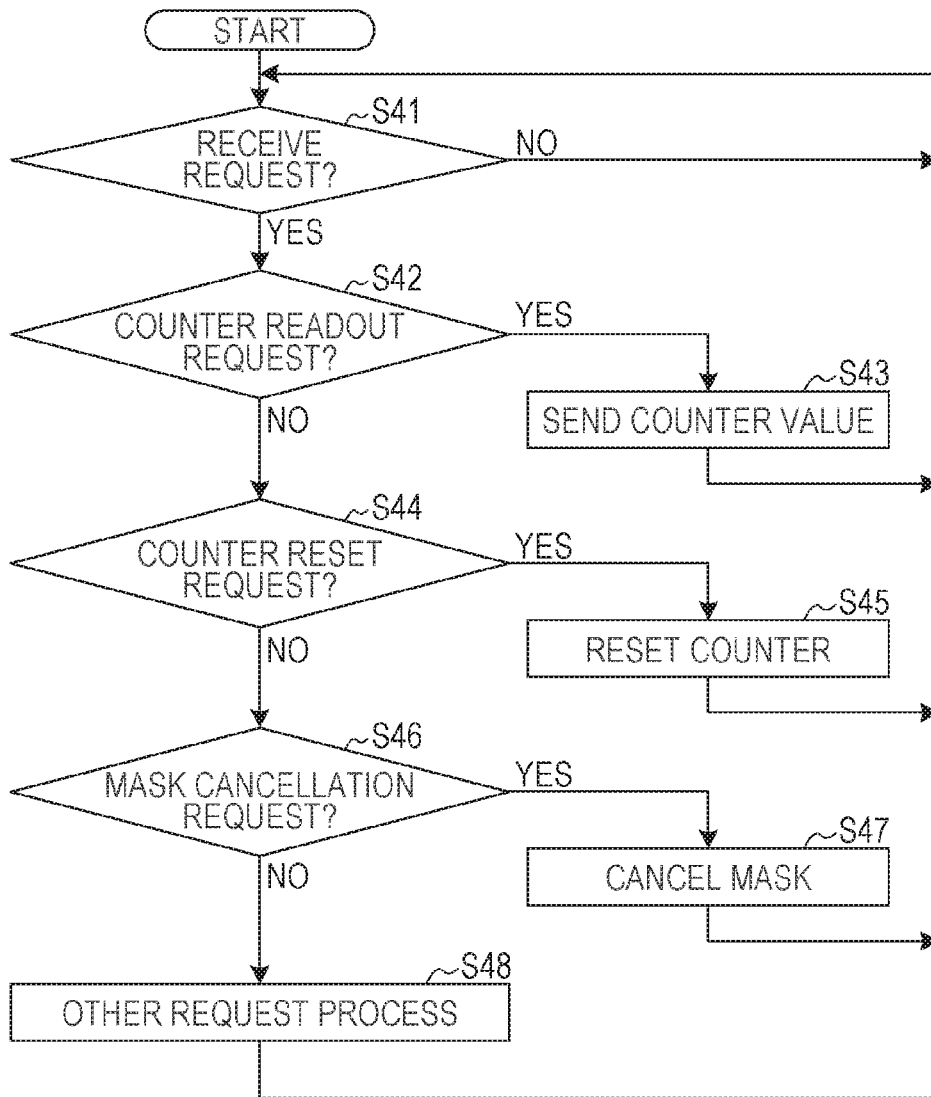 START
S41
RECEIVE
REQUEST?
NO
YES
S42
COUNTER READOUT
REQUEST?
YES
NO
S43
SEND COUNTER VALUE
S44
COUNTER RESET
REQUEST?
YES
NO
S45
RESET COUNTER
S46
MASK CANCELLATION
REQUEST?
YES
NO
S47
CANCEL MASK
S48
OTHER REQUEST PROCESS